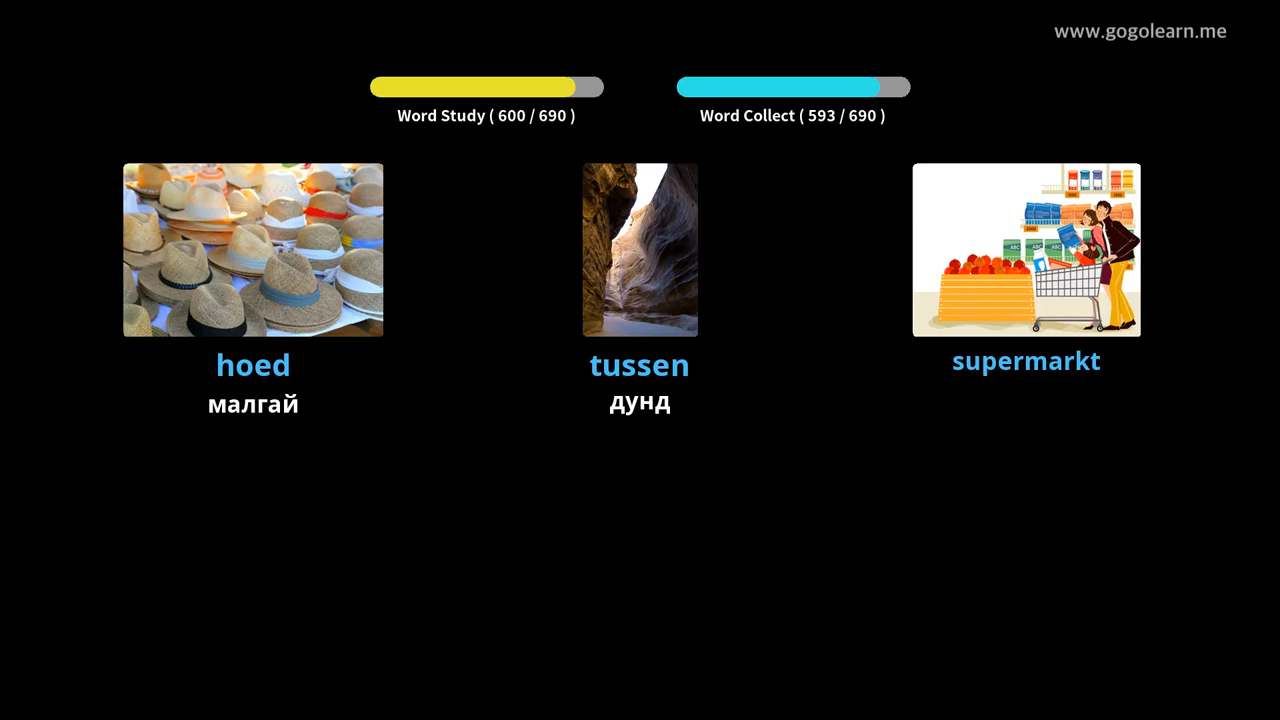 www.gogolearn.me
Word Study ( 600 / 690 )
Word Collect ( 593 / 690 )
hoed
tussen
supermarkt
малгай
дунд